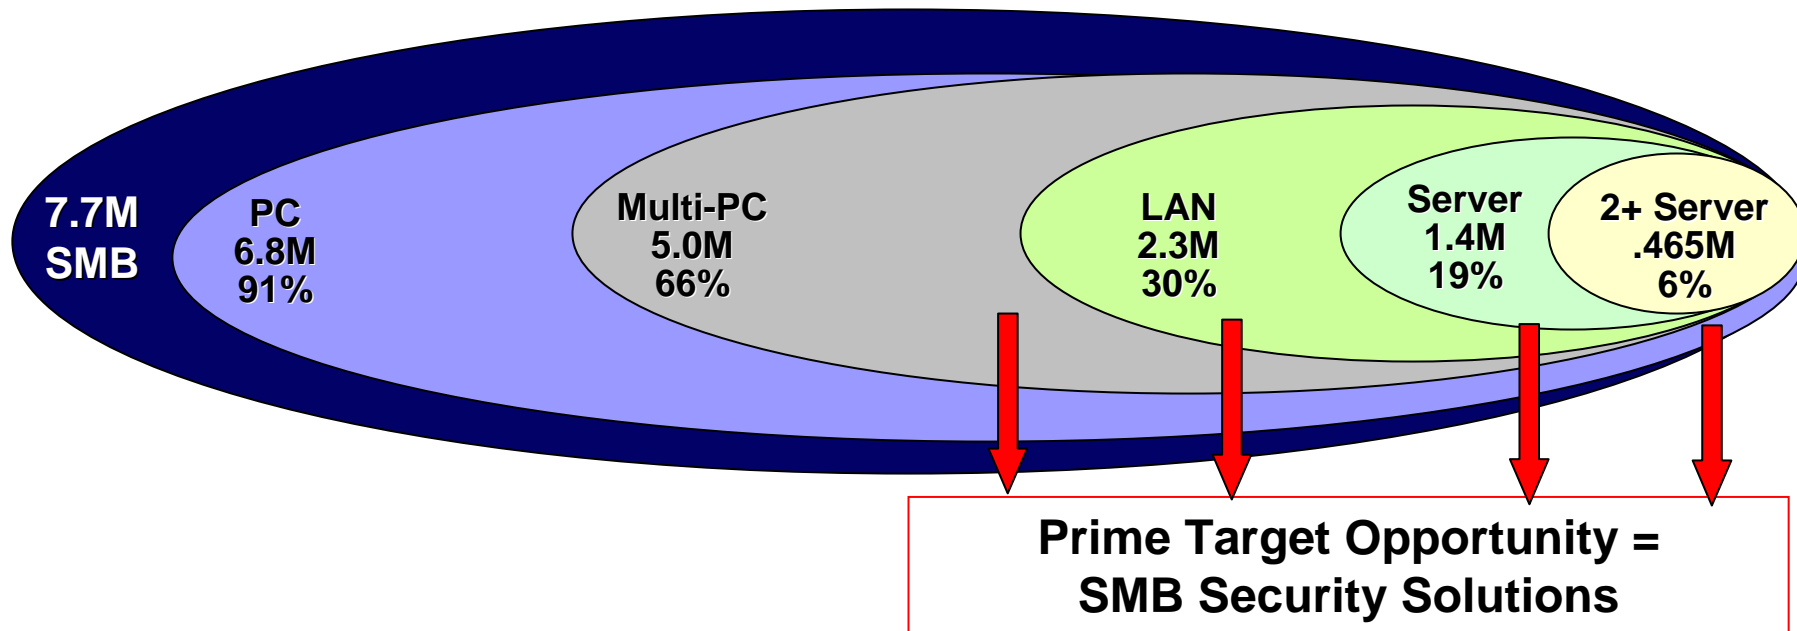 7.7M
SMB
PC
6.8M
91%
Multi-PC
5.0M
66%
LAN
2.3M
30%
Server
1.4M
19%
2+ Server
.465M
6%
Prime Target Opportunity =
SMB Security Solutions